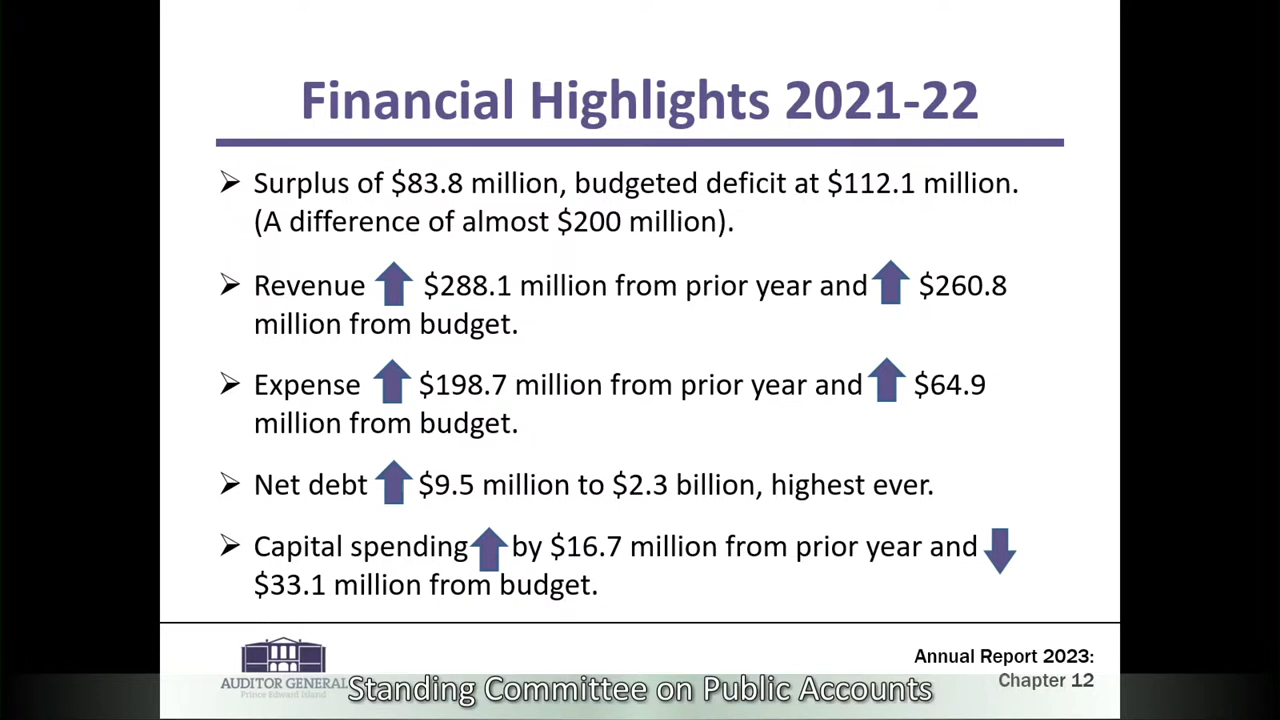 Financial Highlights 2021-22
Surplus of $83.8 million, budgeted deficit at $112.1 million.
(A difference of almost $200 million).
Revenue $288.1 million from prior year and $260.8
million from budget.
Expense $198.7 million from prior year and $64.9
million from budget.
Net debt $9.5 million to $2.3 billion, highest ever.
Capital spending by $16.7 million from prior year and
$33.1 million from budget.
Annual Report 2023:
Chapter 12
AUDITOR GENERAL
Prince Edward Island
Standing Committee on Public Accounts